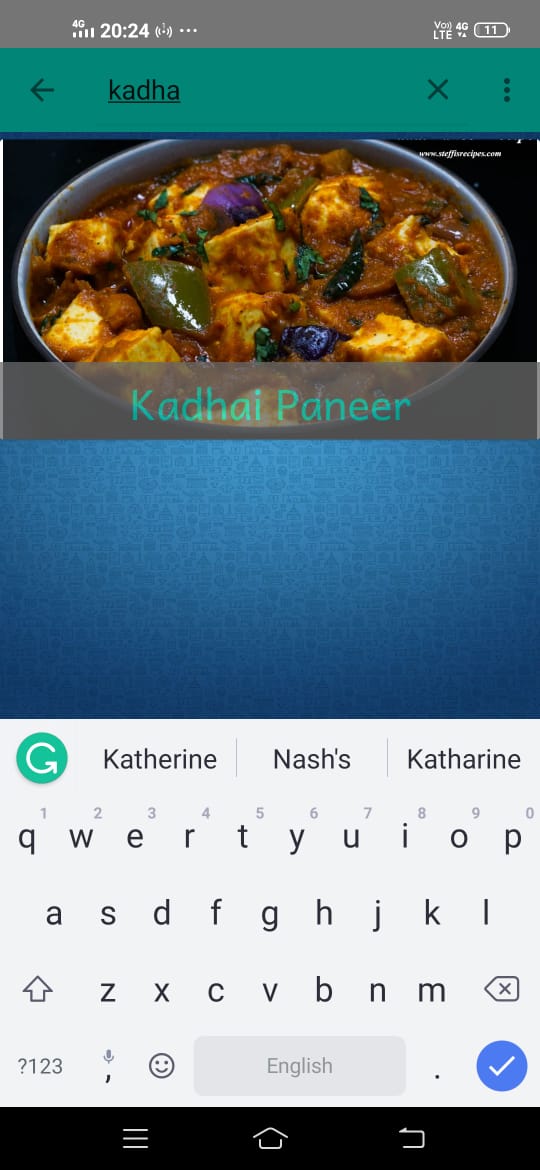 4G 20:24 ... Vo)) LTE 4G 11
kadha
www.steffisrecipes.com
Kadhai Paneer
G Katherine Nash's Katharine
1 2 3 4 5 6 7 8 9 0
q w e r t y u i o p
a s d f g h j k l
z x c v b n m
?123 , English .